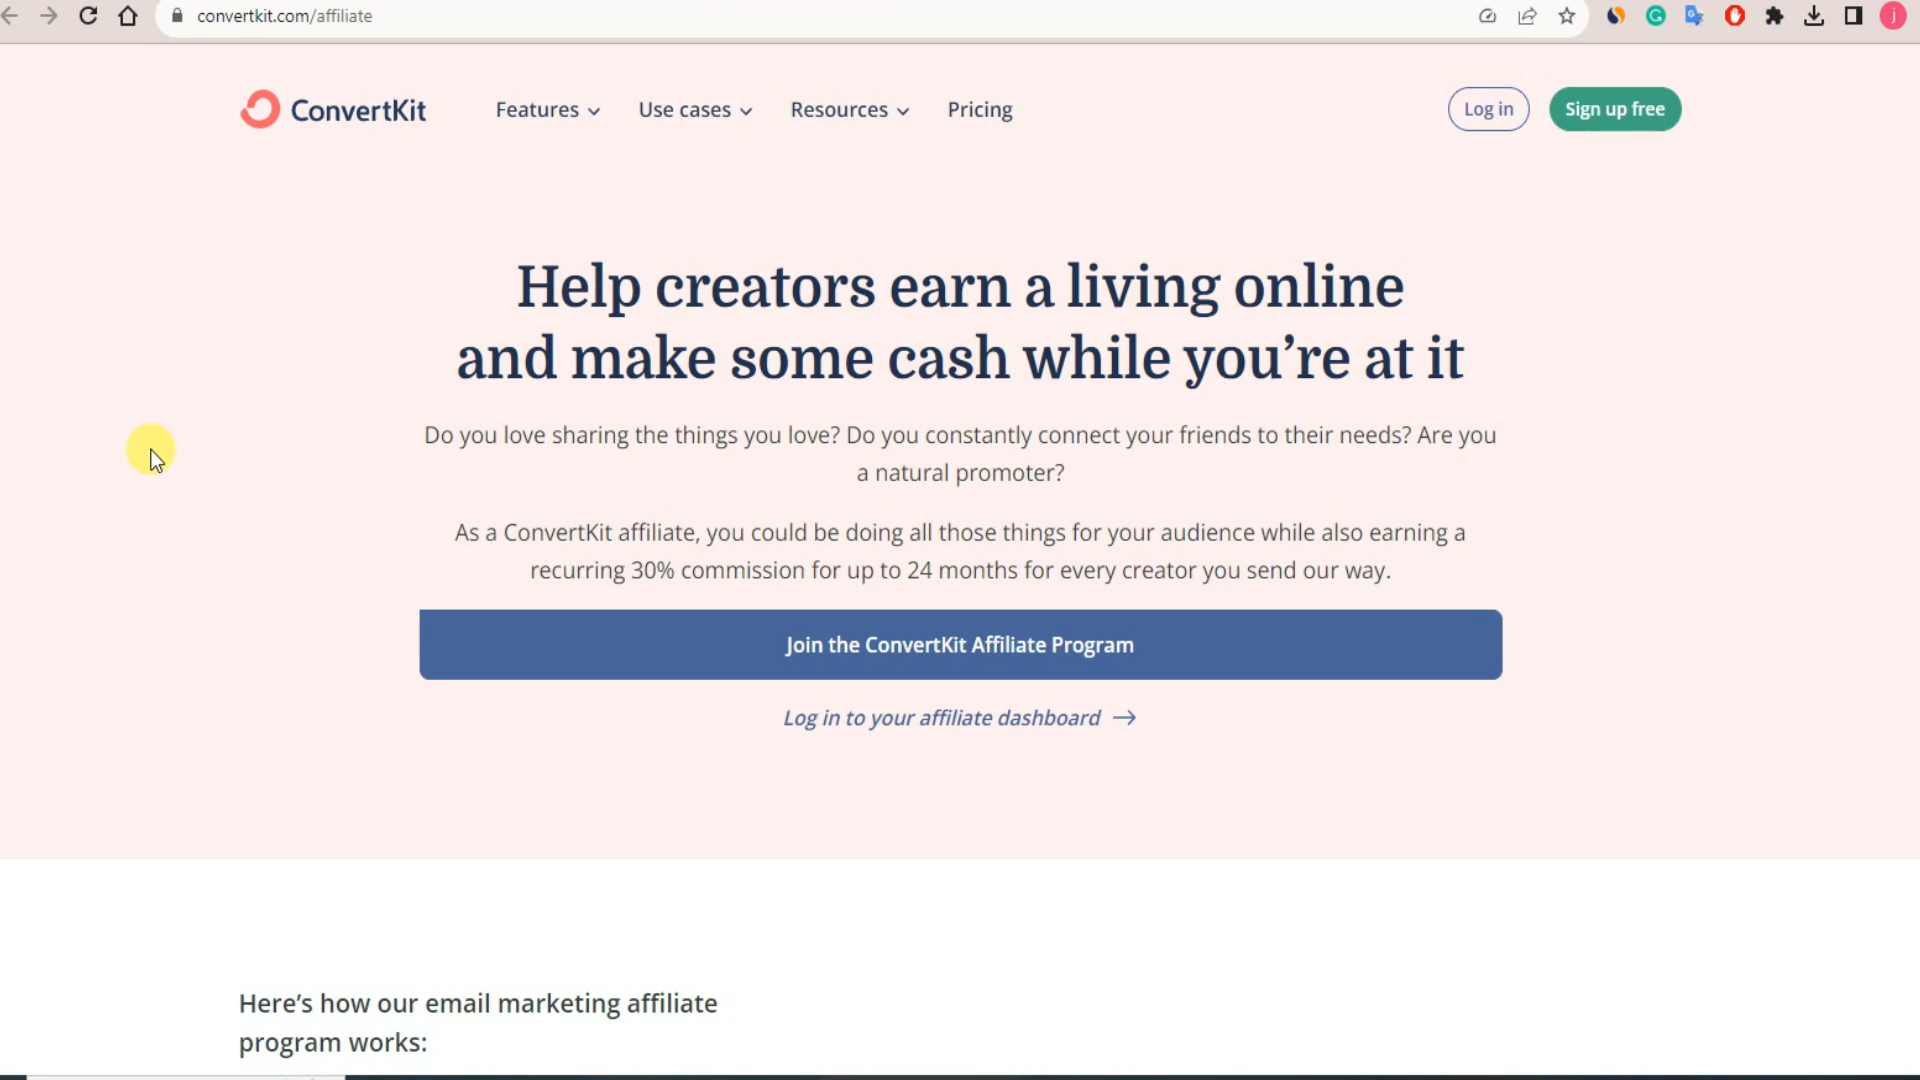 convertkit.com/affiliate
j
ConvertKit
Features
Use cases
Resources
Pricing
Log in
Sign up free
Help creators earn a living online
and make some cash while you’re at it
Do you love sharing the things you love? Do you constantly connect your friends to their needs? Are you
a natural promoter?
As a ConvertKit affiliate, you could be doing all those things for your audience while also earning a
recurring 30% commission for up to 24 months for every creator you send our way.
Join the ConvertKit Affiliate Program
Log in to your affiliate dashboard →
Here’s how our email marketing affiliate
program works: